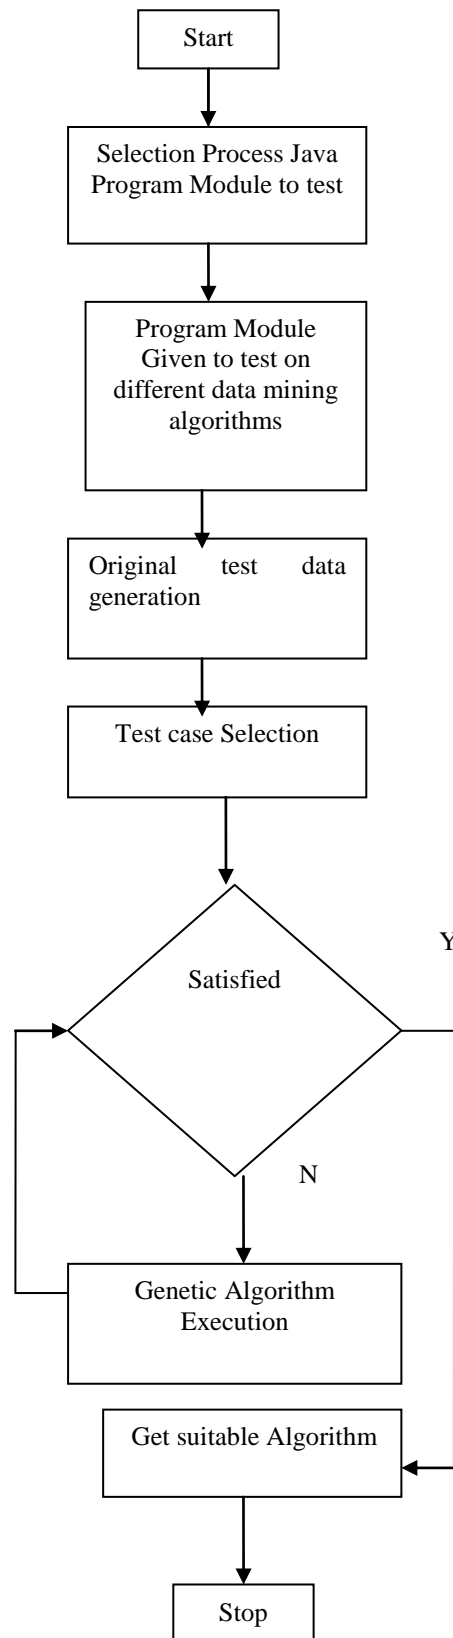 Start
Selection Process Java
Program Module to test
Program Module
Given to test on
different data mining
algorithms
Original test data
generation
Test case Selection
Y
Satisfied
N
Genetic Algorithm
Execution
Get suitable Algorithm
Stop